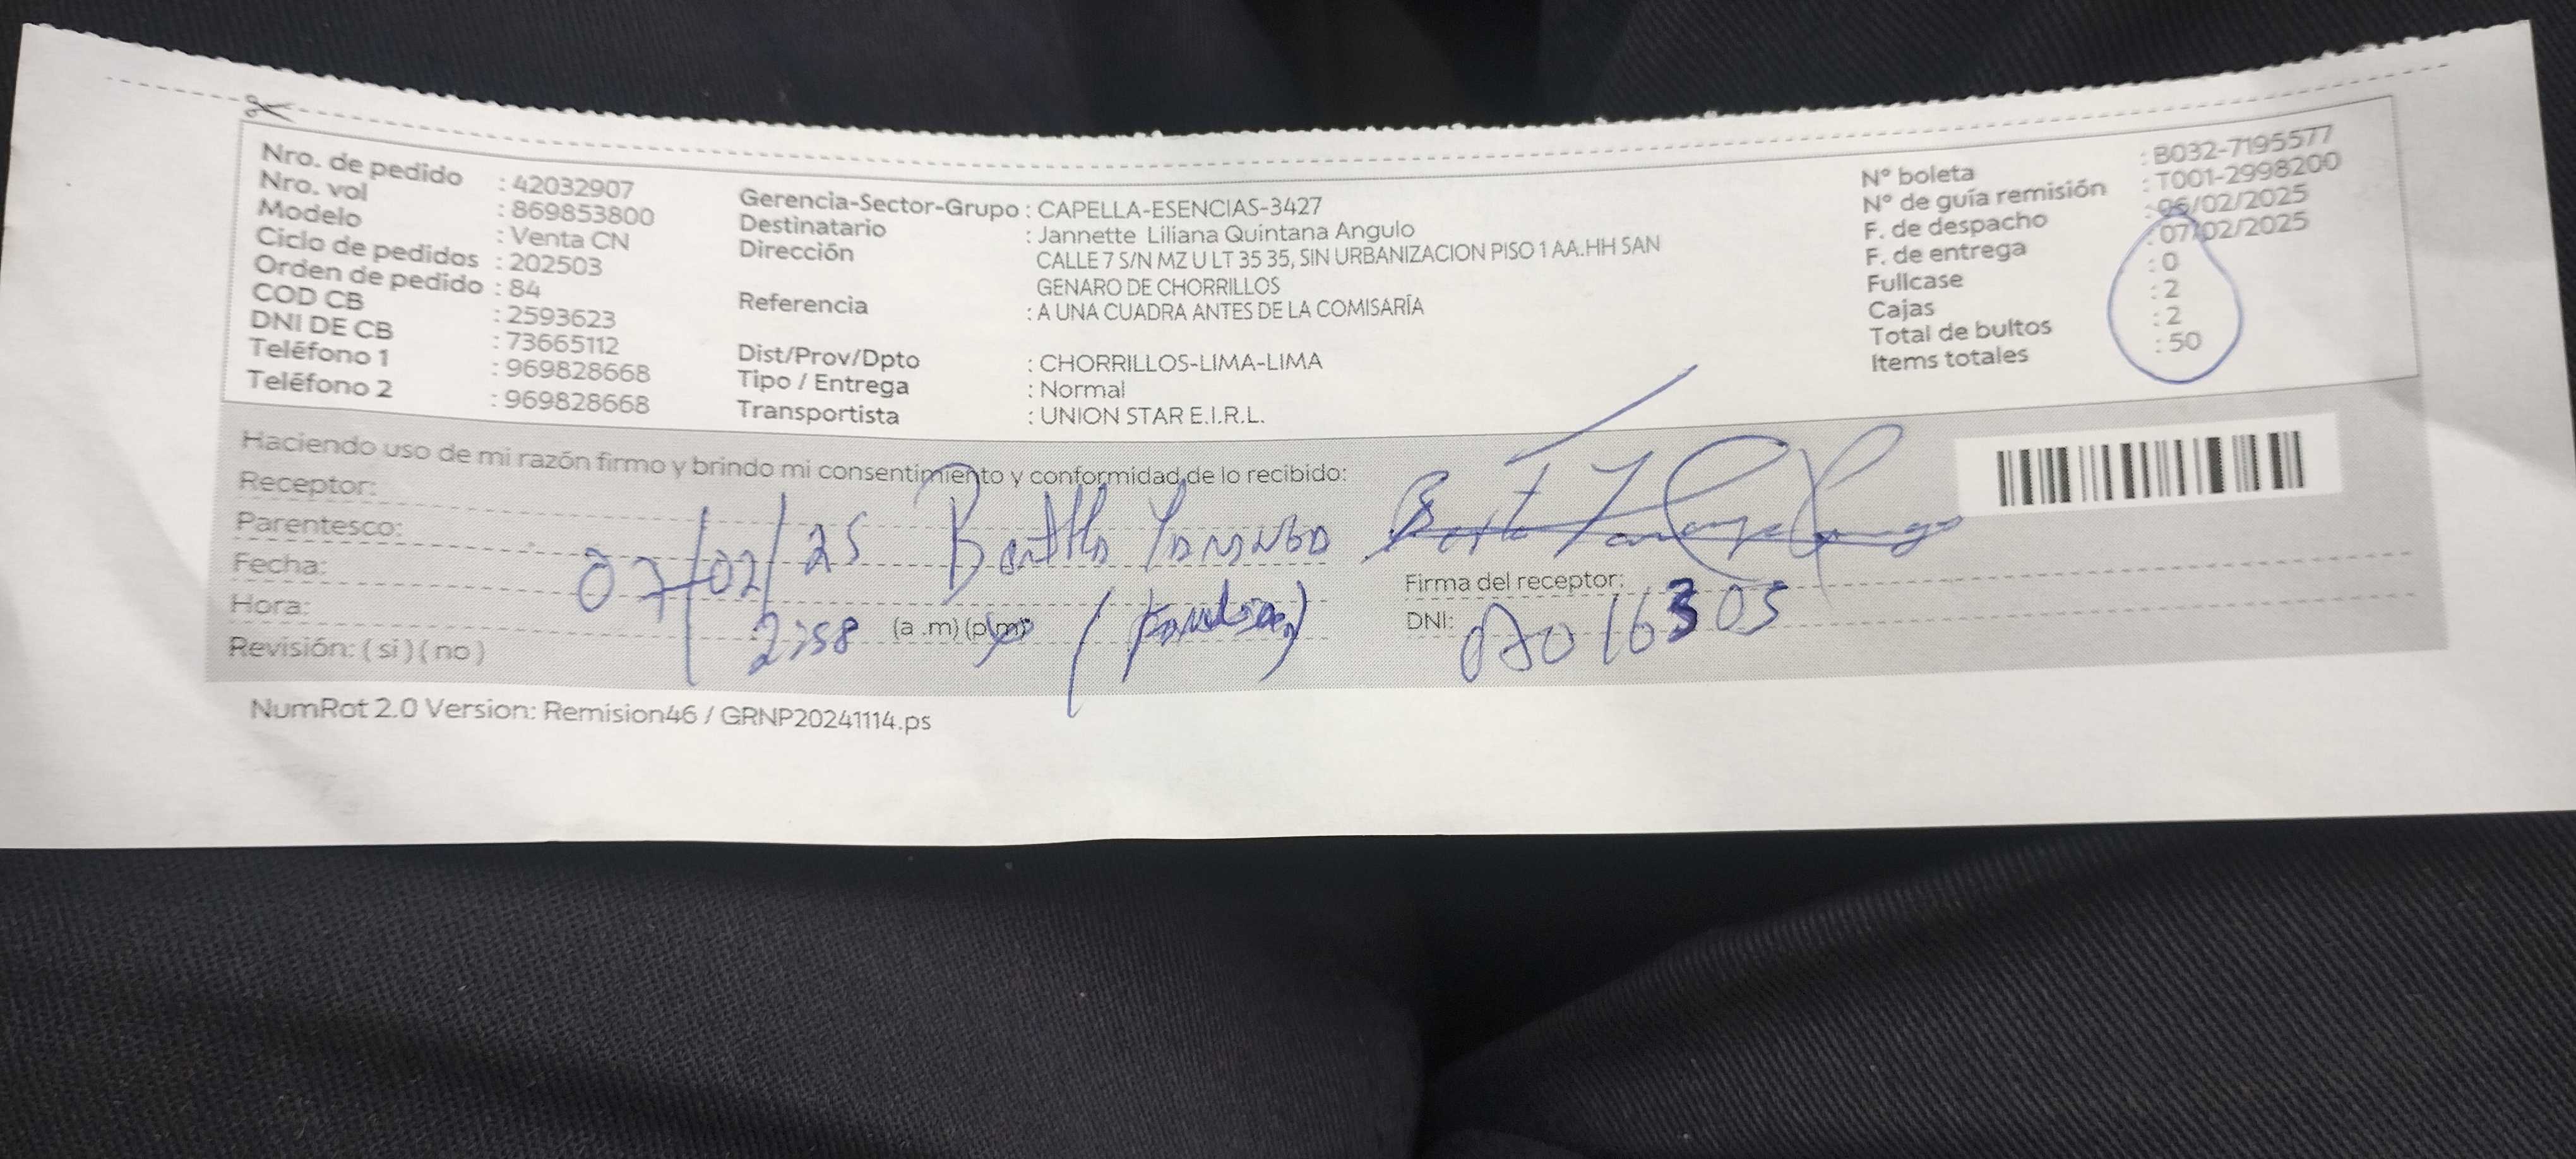 Nro. de pedido : 42032907
Nro. vol : 869853800
Modelo : Venta CN
Ciclo de pedidos : 202503
Orden de pedido : 84
COD CB : 2593623
DNI DE CB : 73665112
Teléfono 1 : 969828668
Teléfono 2 : 969828668
Gerencia-Sector-Grupo : CAPELLA-ESENCIAS-3427
Destinatario : Jannette Liliana Quintana Angulo
Dirección CALLE 7 S/N MZ U LT 35 35, SIN URBANIZACION PISO 1 AA.HH SAN
GENARO DE CHORRILLOS
Referencia : A UNA CUADRA ANTES DE LA COMISARÍA
Dist/Prov/Dpto : CHORRILLOS-LIMA-LIMA
Tipo / Entrega : Normal
Transportista : UNION STAR E.I.R.L.
N° boleta : B032-7195577
N° de guía remisión : T001-2998200
F. de despacho : 06/02/2025
F. de entrega : 07/02/2025
Fullcase : 0
Cajas : 2
Total de bultos : 2
Items totales : 50
Haciendo uso de mi razón firmo y brindo mi consentimiento y conformidad de lo recibido:
Receptor:
Parentesco:
Fecha: 07/02/25
Hora: 2:58 (a .m) (p.m)
Revisión: ( si ) ( no )
Firma del receptor:
DNI:
NumRot 2.0 Version: Remision46 / GRNP20241114.ps